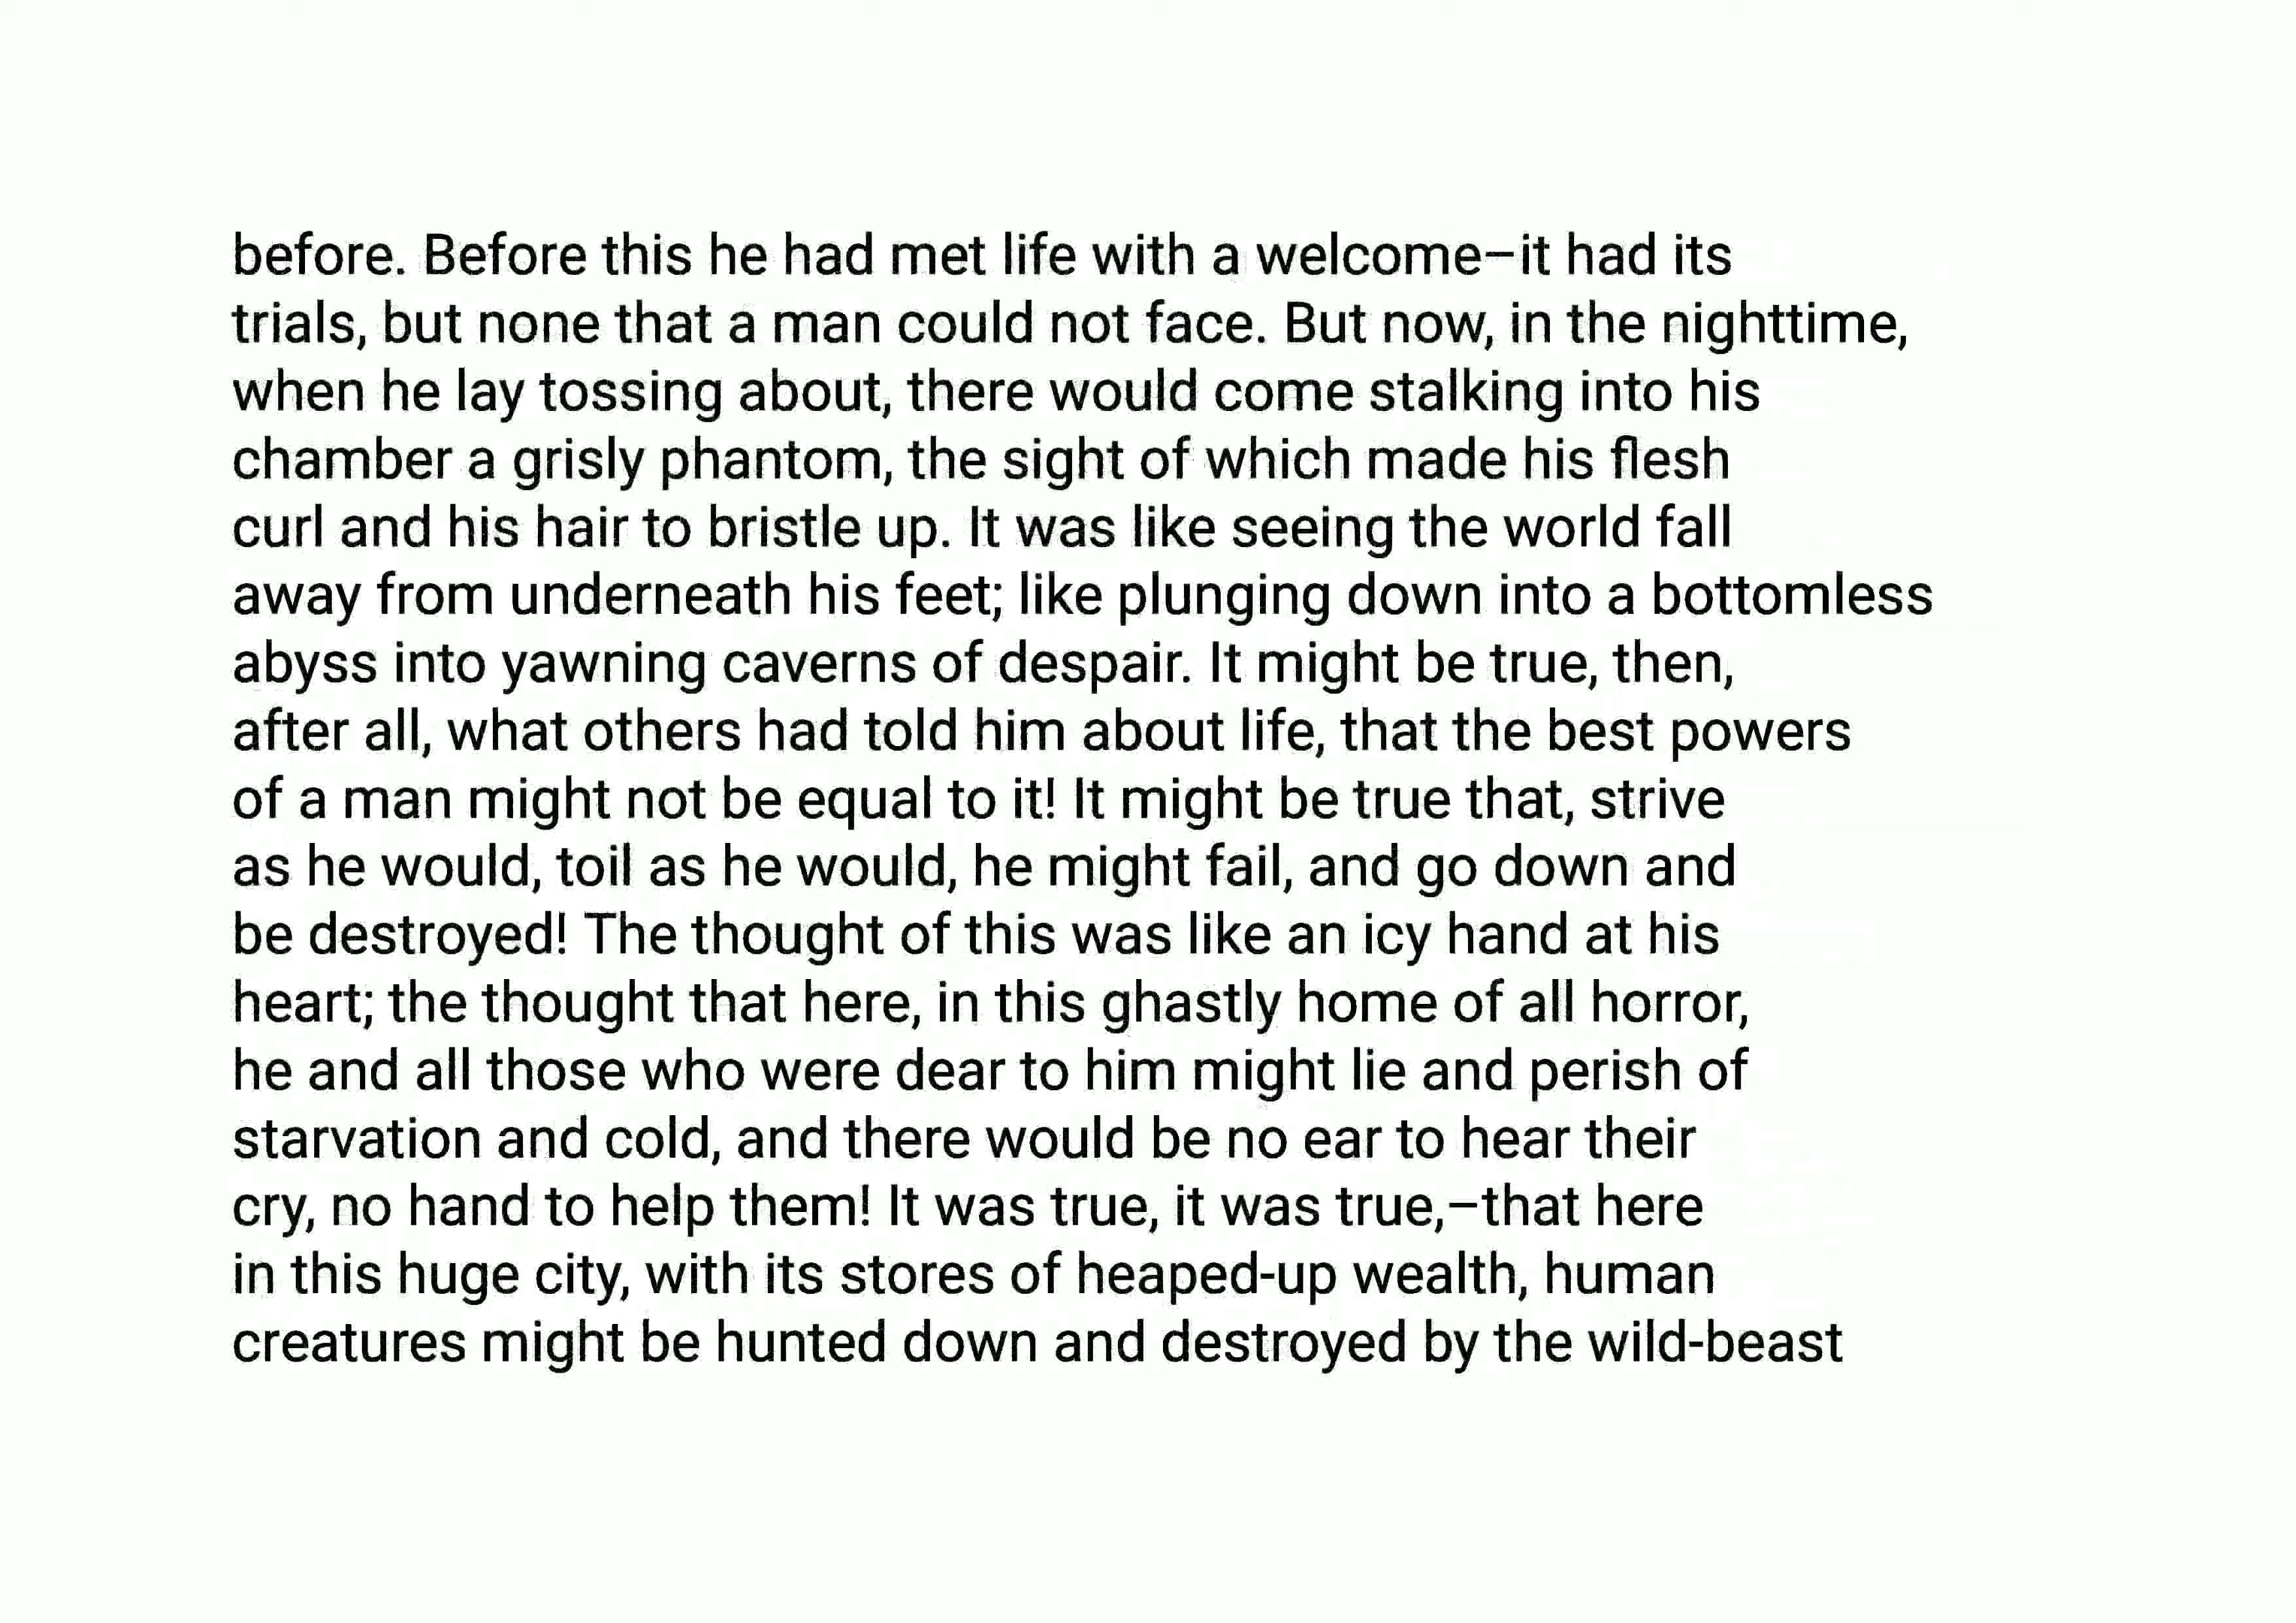 before. Before this he had met life with a welcome–it had its
trials, but none that a man could not face. But now, in the nighttime,
when he lay tossing about, there would come stalking into his
chamber a grisly phantom, the sight of which made his flesh
curl and his hair to bristle up. It was like seeing the world fall
away from underneath his feet; like plunging down into a bottomless
abyss into yawning caverns of despair. It might be true, then,
after all, what others had told him about life, that the best powers
of a man might not be equal to it! It might be true that, strive
as he would, toil as he would, he might fail, and go down and
be destroyed! The thought of this was like an icy hand at his
heart; the thought that here, in this ghastly home of all horror,
he and all those who were dear to him might lie and perish of
starvation and cold, and there would be no ear to hear their
cry, no hand to help them! It was true, it was true,–that here
in this huge city, with its stores of heaped-up wealth, human
creatures might be hunted down and destroyed by the wild-beast